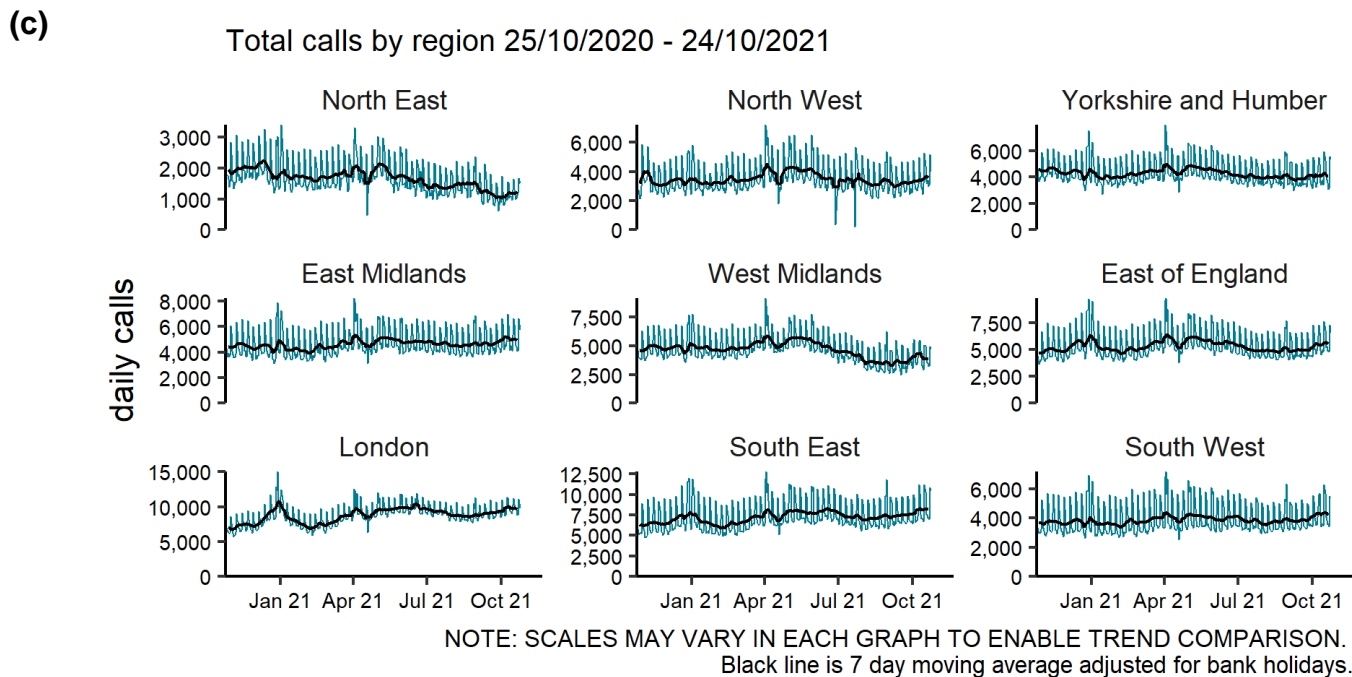 (c)
Total calls by region 25/10/2020 - 24/10/2021
North East
North West
Yorkshire and Humber
3,000
2,000
1,000
0
6,000
4,000
2,000
0
6,000
4,000
2,000
0
daily calls
East Midlands
West Midlands
East of England
8,000
6,000
4,000
2,000
0
7,500
5,000
2,500
0
7,500
5,000
2,500
0
London
South East
South West
15,000
10,000
5,000
0
12,500
10,000
7,500
5,000
2,500
0
6,000
4,000
2,000
0
Jan 21 Apr 21 Jul 21 Oct 21
Jan 21 Apr 21 Jul 21 Oct 21
Jan 21 Apr 21 Jul 21 Oct 21
NOTE: SCALES MAY VARY IN EACH GRAPH TO ENABLE TREND COMPARISON.
Black line is 7 day moving average adjusted for bank holidays.